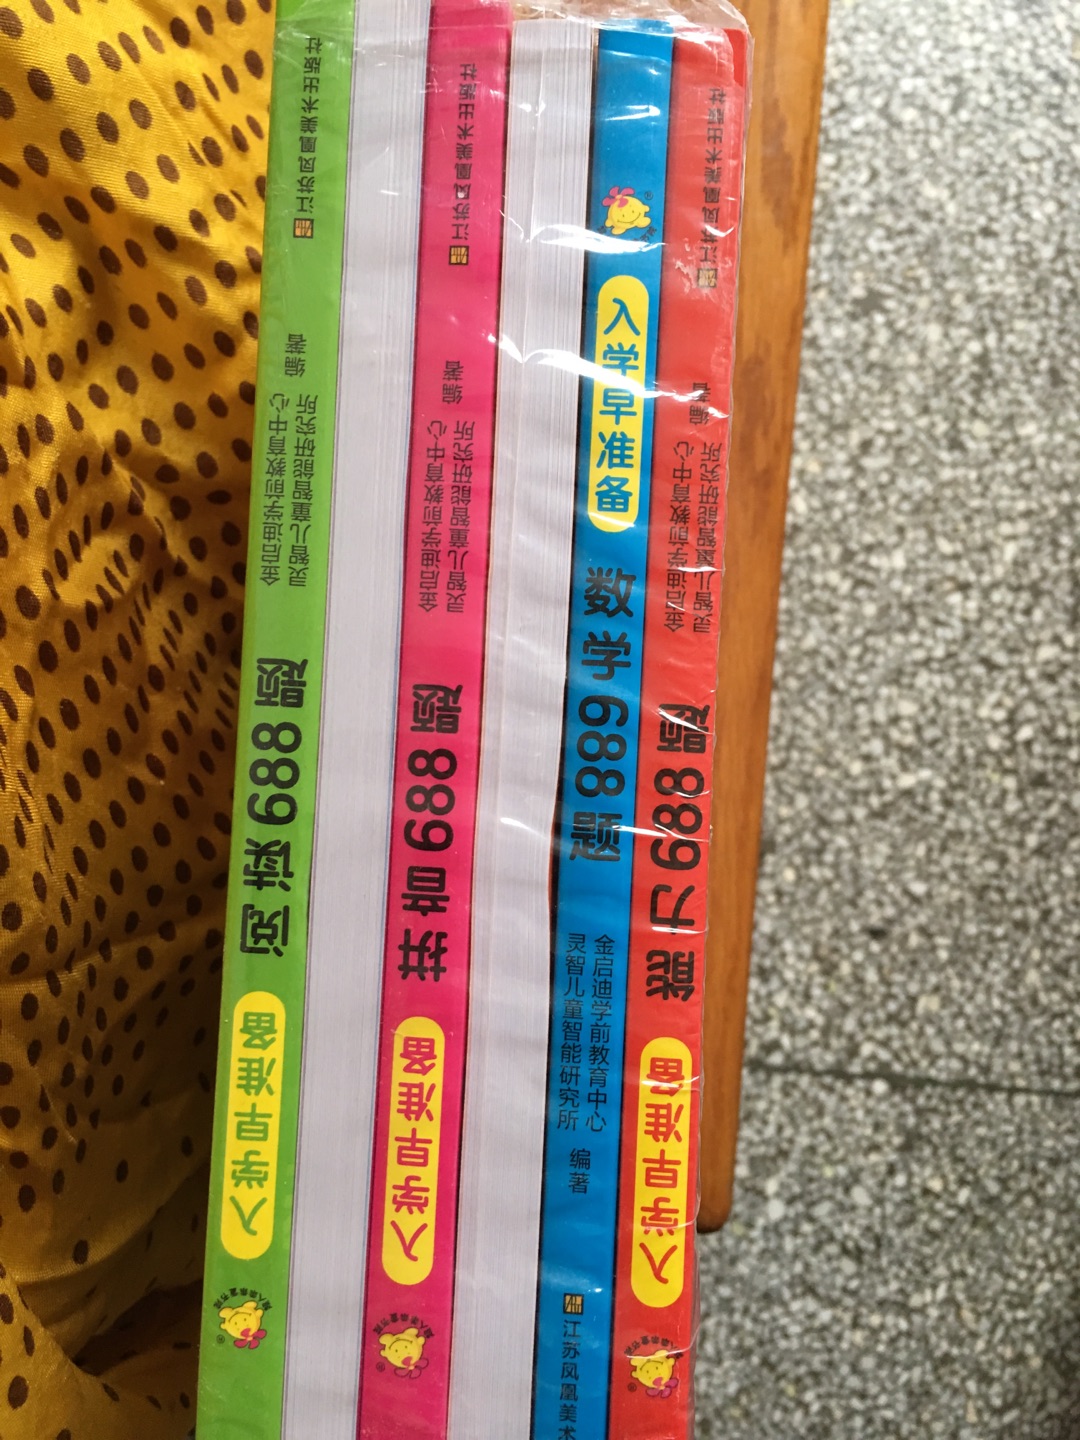 入学早准备
阅读688题
金启迪学前教育中心
灵智儿童智能研究所
编著
江苏凤凰美术出版社
入学早准备
拼音688题
金启迪学前教育中心
灵智儿童智能研究所
编著
江苏凤凰美术出版社
入学早准备
数学688题
金启迪学前教育中心
灵智儿童智能研究所
编著
江苏凤凰美术
入学早准备
能力688题
金启迪学前教育中心
灵智儿童智能研究所
编著
江苏凤凰美术出版社